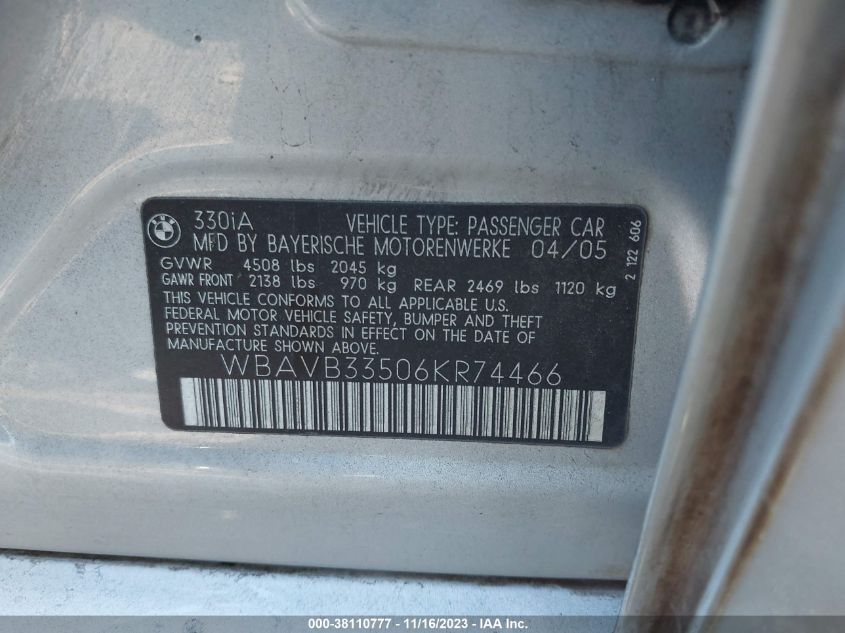 BMW
330iA VEHICLE TYPE: PASSENGER CAR
MFD BY BAYERISCHE MOTORENWERKE 04/05
GVWR 4508 lbs 2045 kg
GAWR FRONT 2138 lbs 970 kg REAR 2469 lbs 1120 kg
THIS VEHICLE CONFORMS TO ALL APPLICABLE U.S.
FEDERAL MOTOR VEHICLE SAFETY, BUMPER AND THEFT
PREVENTION STANDARDS IN EFFECT ON THE DATE OF
MANUFACTURE SHOWN ABOVE.
WBAVB33506KR74466
2 122 606
000-38110777 - 11/16/2023 - © 2023, IAA, Inc.